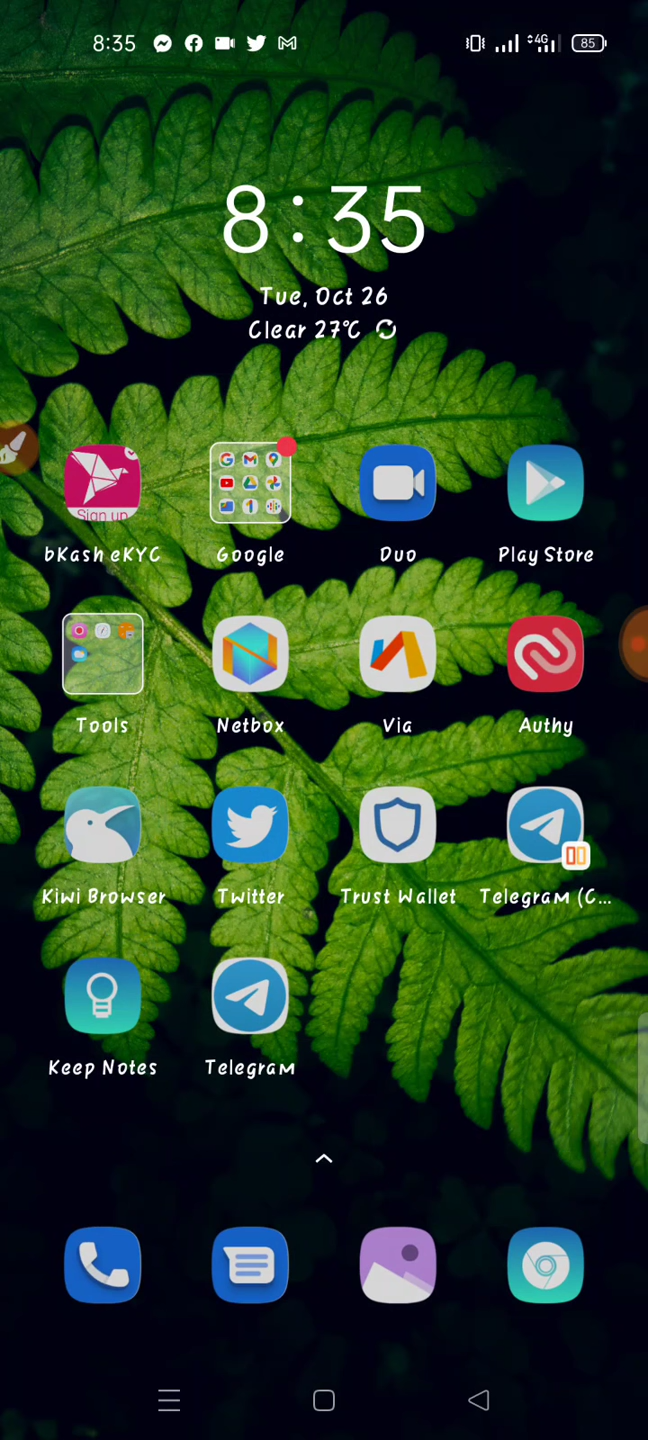 8:35
4G
85
8:35
Tue, Oct 26
Clear 27°C
Sign up
bKash eKYC
Google
Duo
Play Store
Tools
Netbox
Via
Authy
Kiwi Browser
Twitter
Trust Wallet
Telegram (C...
Keep Notes
Telegram